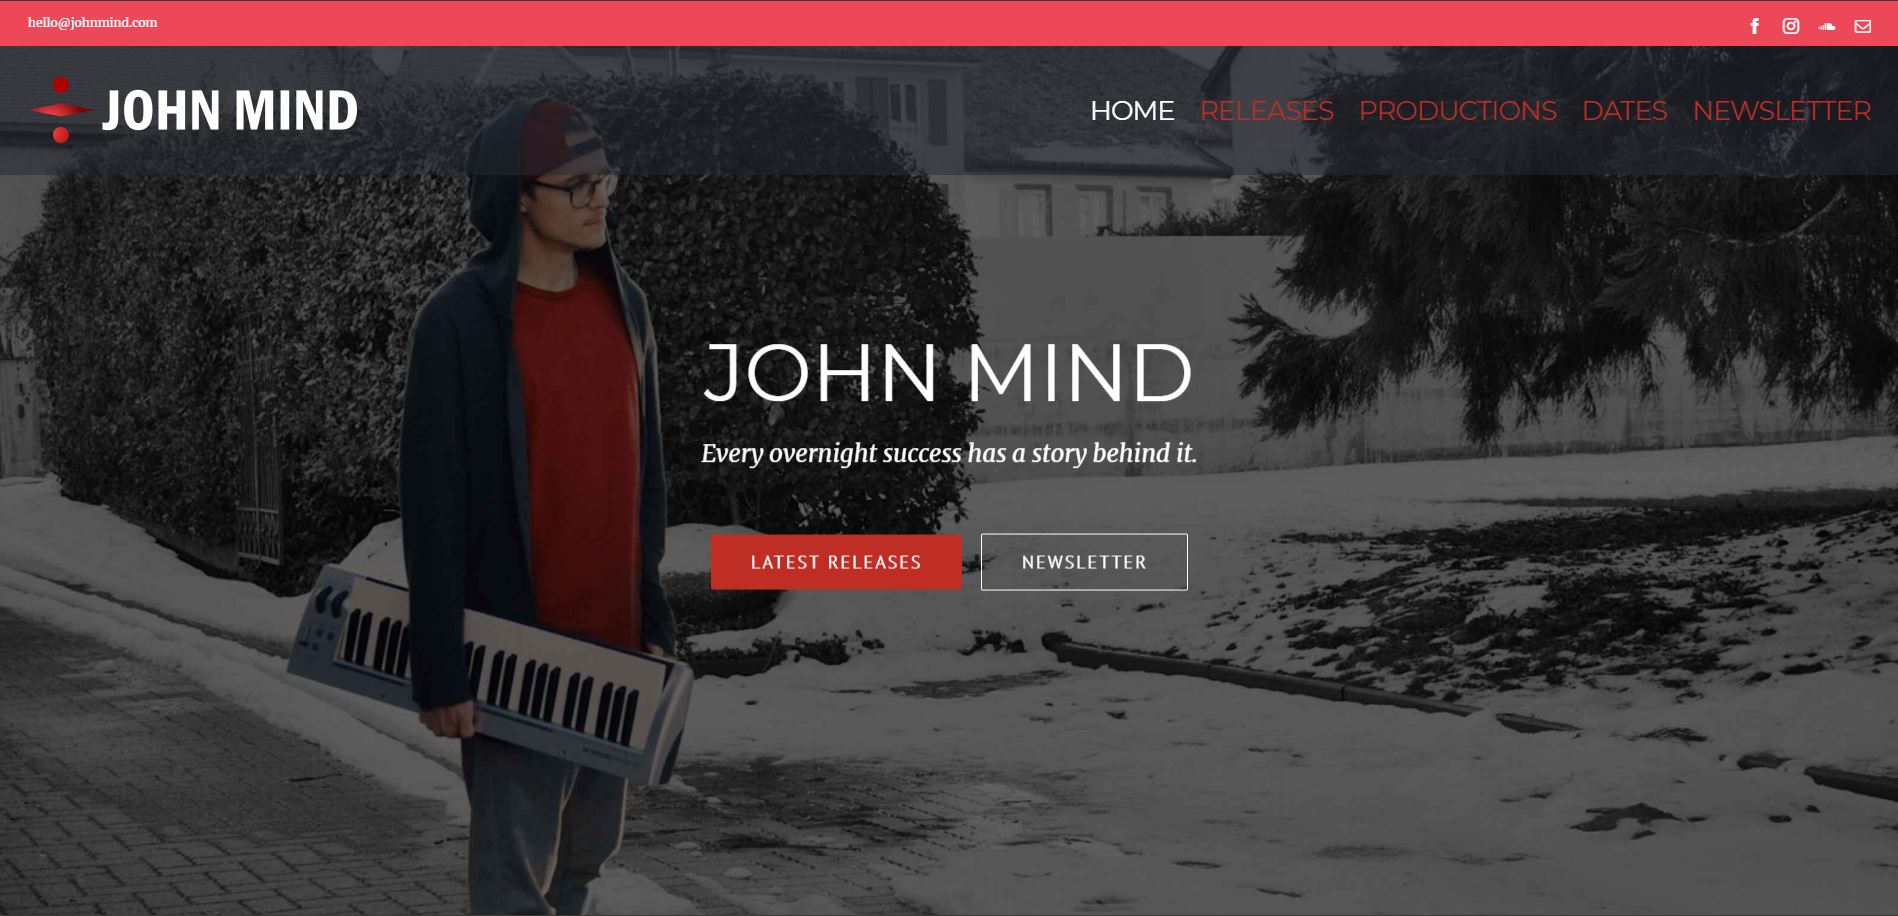 hello@johnmind.com
JOHN MIND
HOME RELEASES PRODUCTIONS DATES NEWSLETTER
JOHN MIND
Every overnight success has a story behind it.
LATEST RELEASES NEWSLETTER